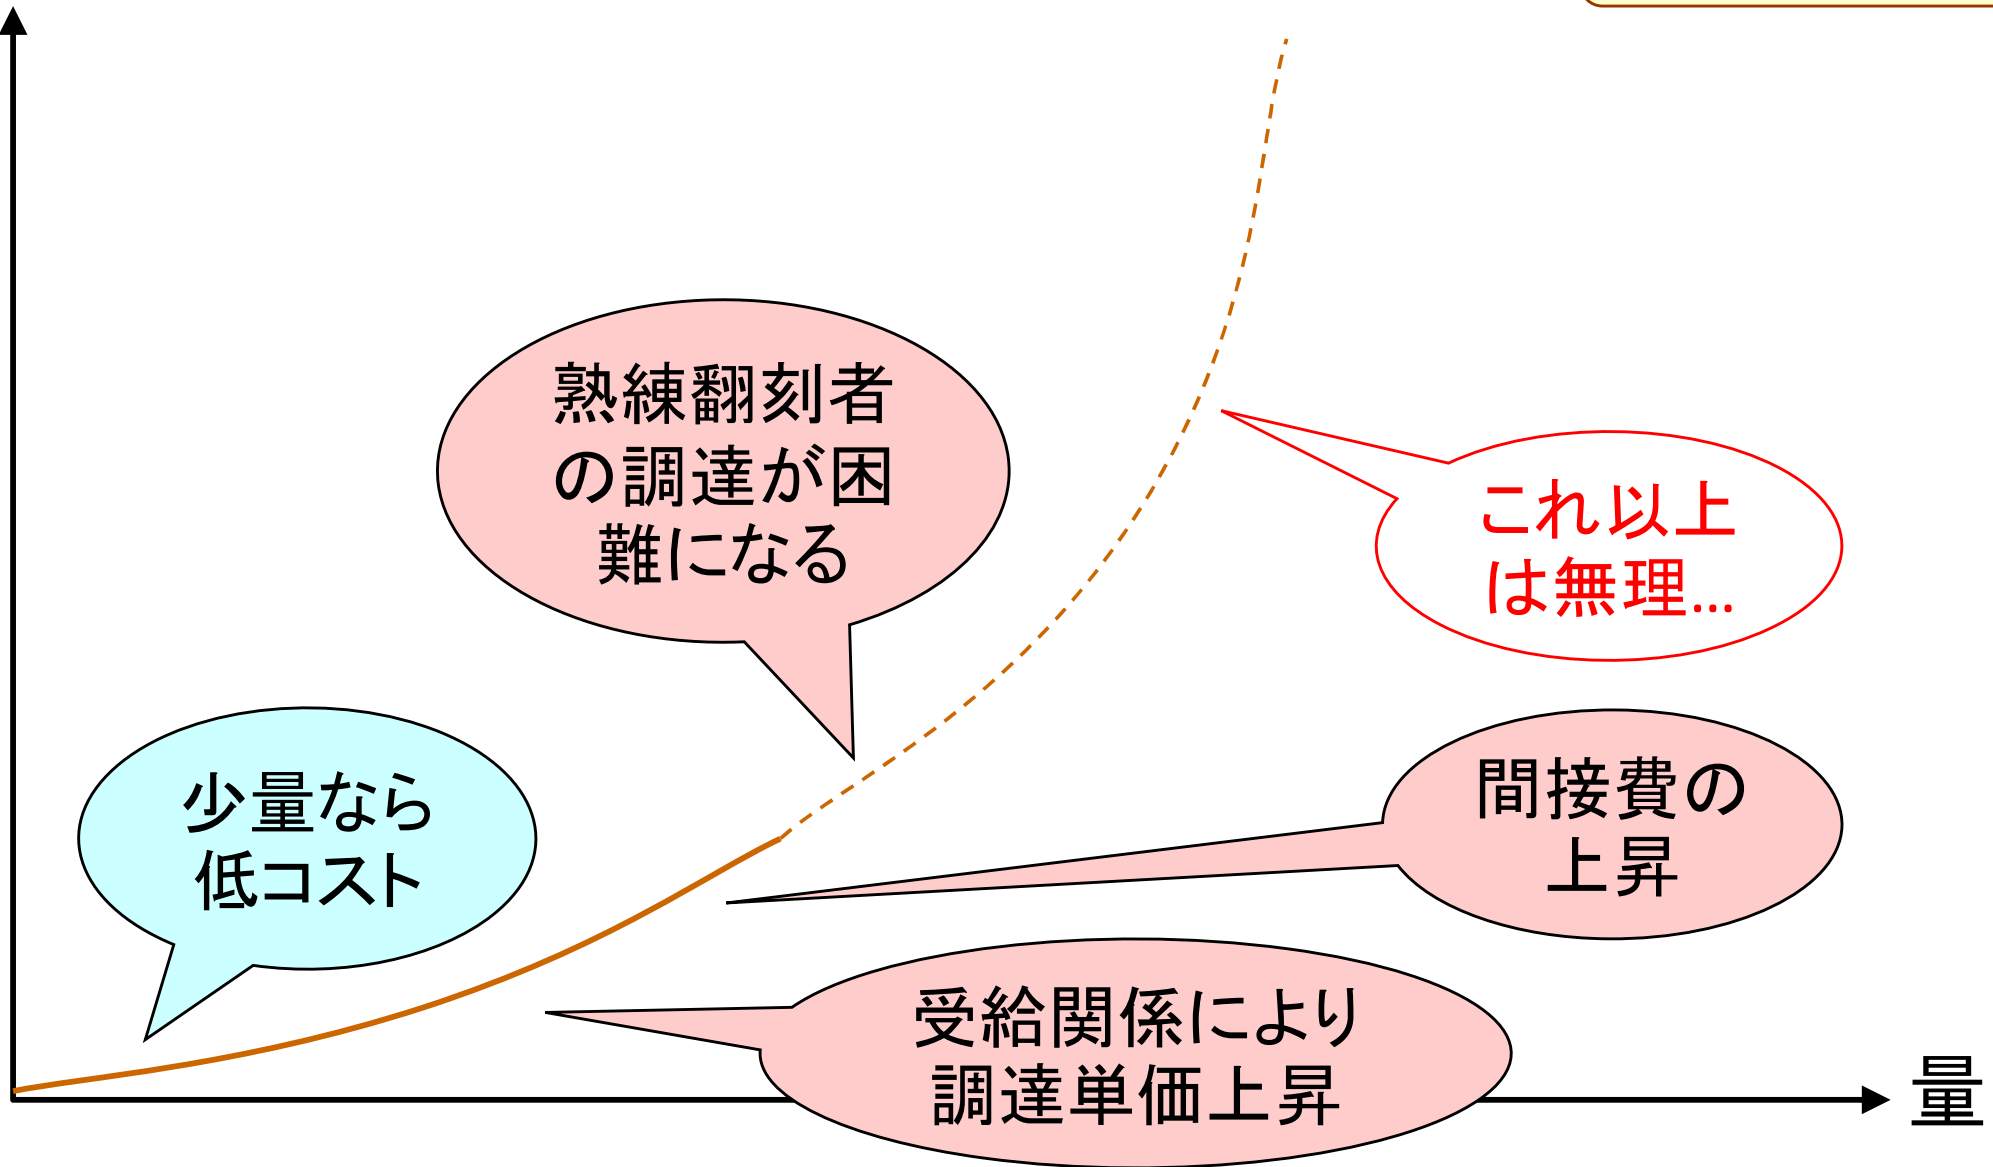 熟練翻刻者
の調達が困
難になる
これ以上
は無理...
少量なら
低コスト
間接費の
上昇
受給関係により
調達単価上昇
量